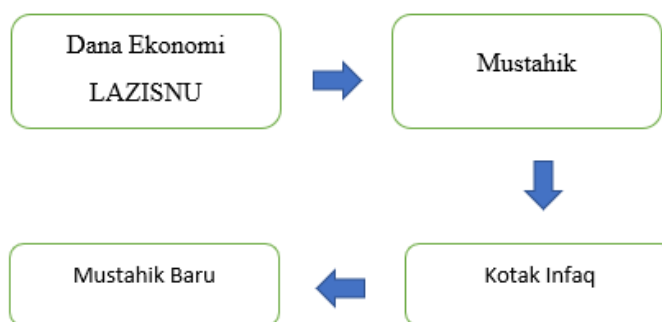 Dana Ekonomi
LAZISNU
Mustahik
Kotak Infaq
Mustahik Baru